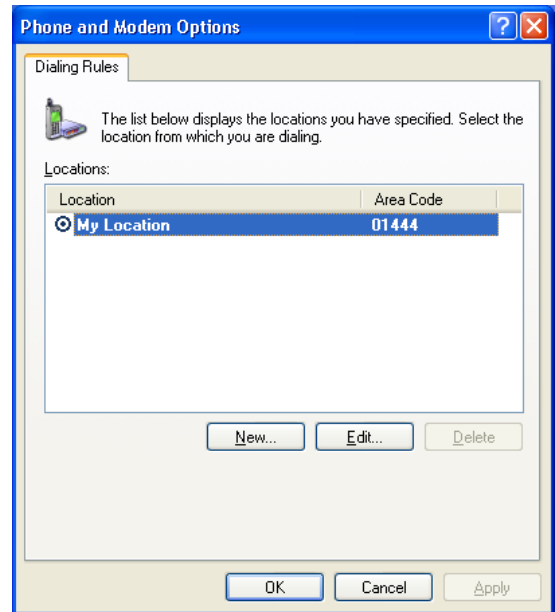 Phone and Modem Options
Dialing Rules
The list below displays the locations you have specified. Select the
location from which you are dialing.
Locations:
Location Area Code
My Location 01444
New... Edit... Delete
OK Cancel Apply